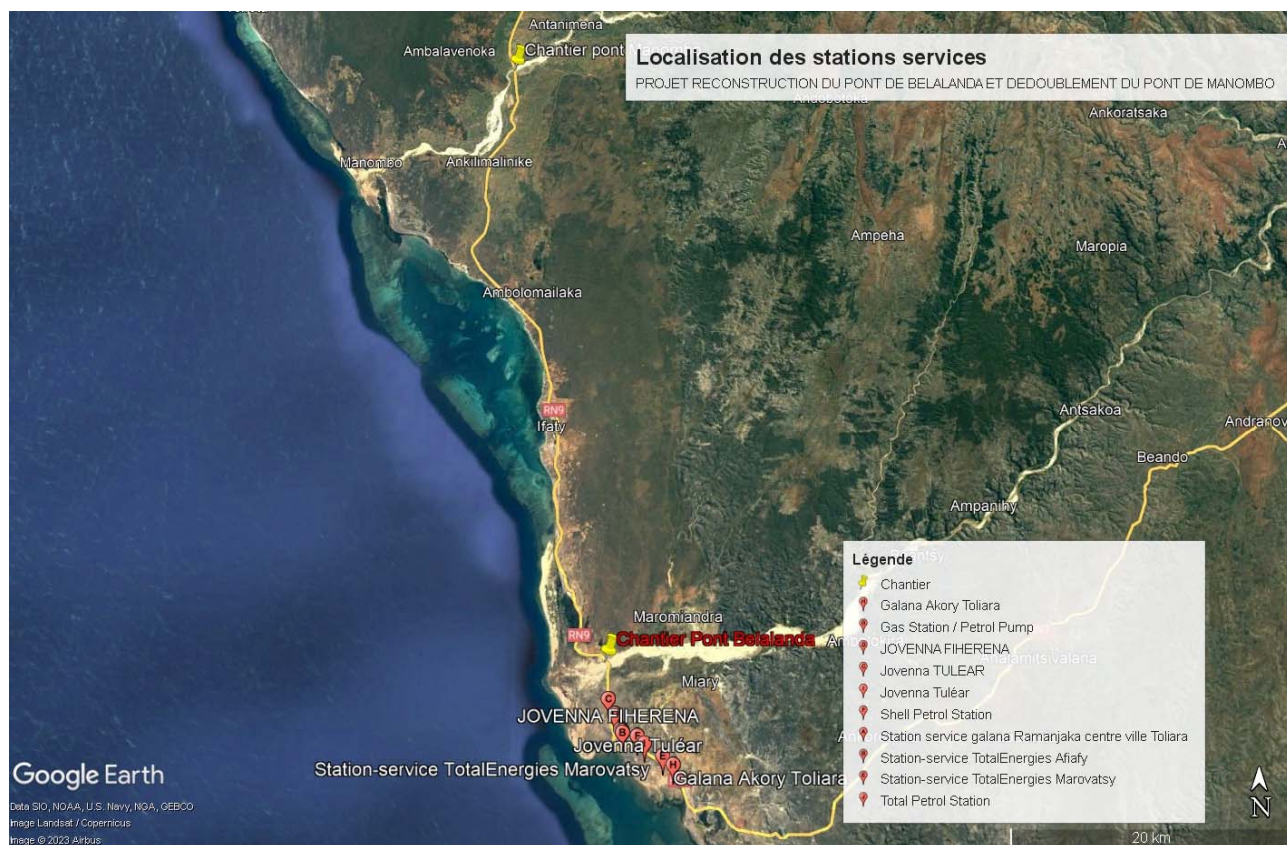 Antanimena
Ambalavenoka
Chantier pont Manombo
Localisation des stations services
PROJET RECONSTRUCTION DU PONT DE BELALANDA ET DEDOUBLEMENT DU PONT DE MANOMBO
Andoboteka
Ankoratsaka
Manombo
Ankilimalinike
Ampeha
Maropia
Ambolomailaka
RN9
Ifaty
Antsakoa
Andranov
Beando
Ampanihy
Maromiandra
RN9
Chantier Pont Belalanda
Miary
C
JOVENNA FIHERENA
B
F
Jovenna Tuléar
Station-service TotalEnergies Marovatsy
E
H
Galana Akory Toliara
Légende
Chantier
Galana Akory Toliara
Gas Station / Petrol Pump
JOVENNA FIHERENA
Jovenna TULEAR
Jovenna Tuléar
Shell Petrol Station
Station service galana Ramanjaka centre ville Toliara
Station-service TotalEnergies Afiafy
Station-service TotalEnergies Marovatsy
Total Petrol Station
Google Earth
Data SIO, NOAA, U.S. Navy, NGA, GEBCO
Image Landsat / Copernicus
Image © 2023 Airbus
N
20 km